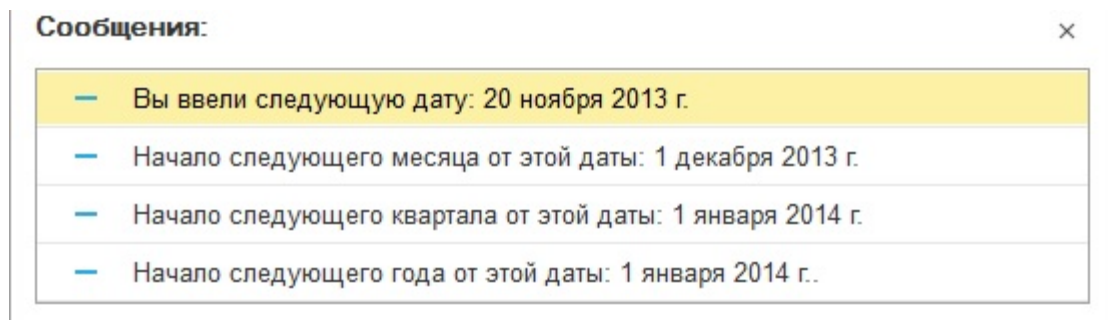 Сообщения:
Вы ввели следующую дату: 20 ноября 2013 г.
Начало следующего месяца от этой даты: 1 декабря 2013 г.
Начало следующего квартала от этой даты: 1 января 2014 г.
Начало следующего года от этой даты: 1 января 2014 г..